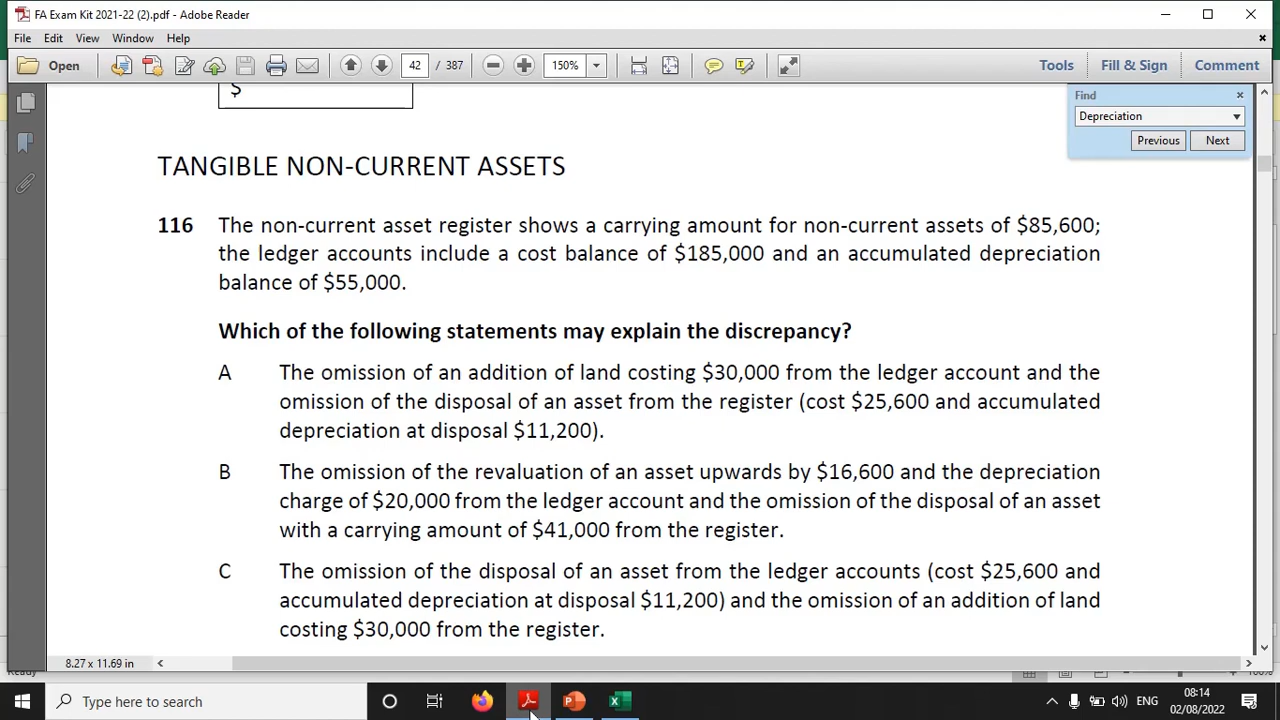 FA Exam Kit 2021-22 (2).pdf - Adobe Reader
File Edit View Window Help
Open 42 / 387 150% Tools Fill & Sign Comment
Find
Depreciation
Previous Next
$
TANGIBLE NON-CURRENT ASSETS
116 The non-current asset register shows a carrying amount for non-current assets of $85,600;
the ledger accounts include a cost balance of $185,000 and an accumulated depreciation
balance of $55,000.
Which of the following statements may explain the discrepancy?
A The omission of an addition of land costing $30,000 from the ledger account and the
omission of the disposal of an asset from the register (cost $25,600 and accumulated
depreciation at disposal $11,200).
B The omission of the revaluation of an asset upwards by $16,600 and the depreciation
charge of $20,000 from the ledger account and the omission of the disposal of an asset
with a carrying amount of $41,000 from the register.
C The omission of the disposal of an asset from the ledger accounts (cost $25,600 and
accumulated depreciation at disposal $11,200) and the omission of an addition of land
costing $30,000 from the register.
8.27 x 11.69 in
Type here to search
ENG
08:14
02/08/2022